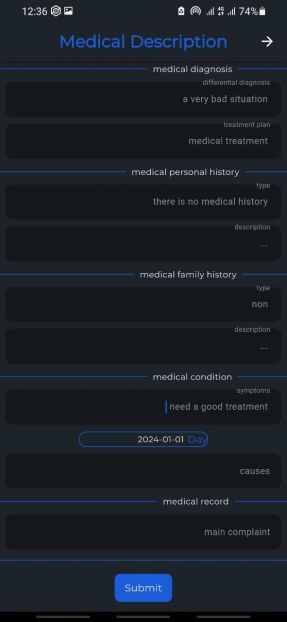 12:36 74%
Medical Description
medical diagnosis
differential diagnosis
a very bad situation
treatment plan
medical treatment
medical personal history
type
there is no medical history
description
...
medical family history
type
non
description
...
medical condition
symptoms
need a good treatment
2024-01-01 Day
causes
medical record
main complaint
Submit